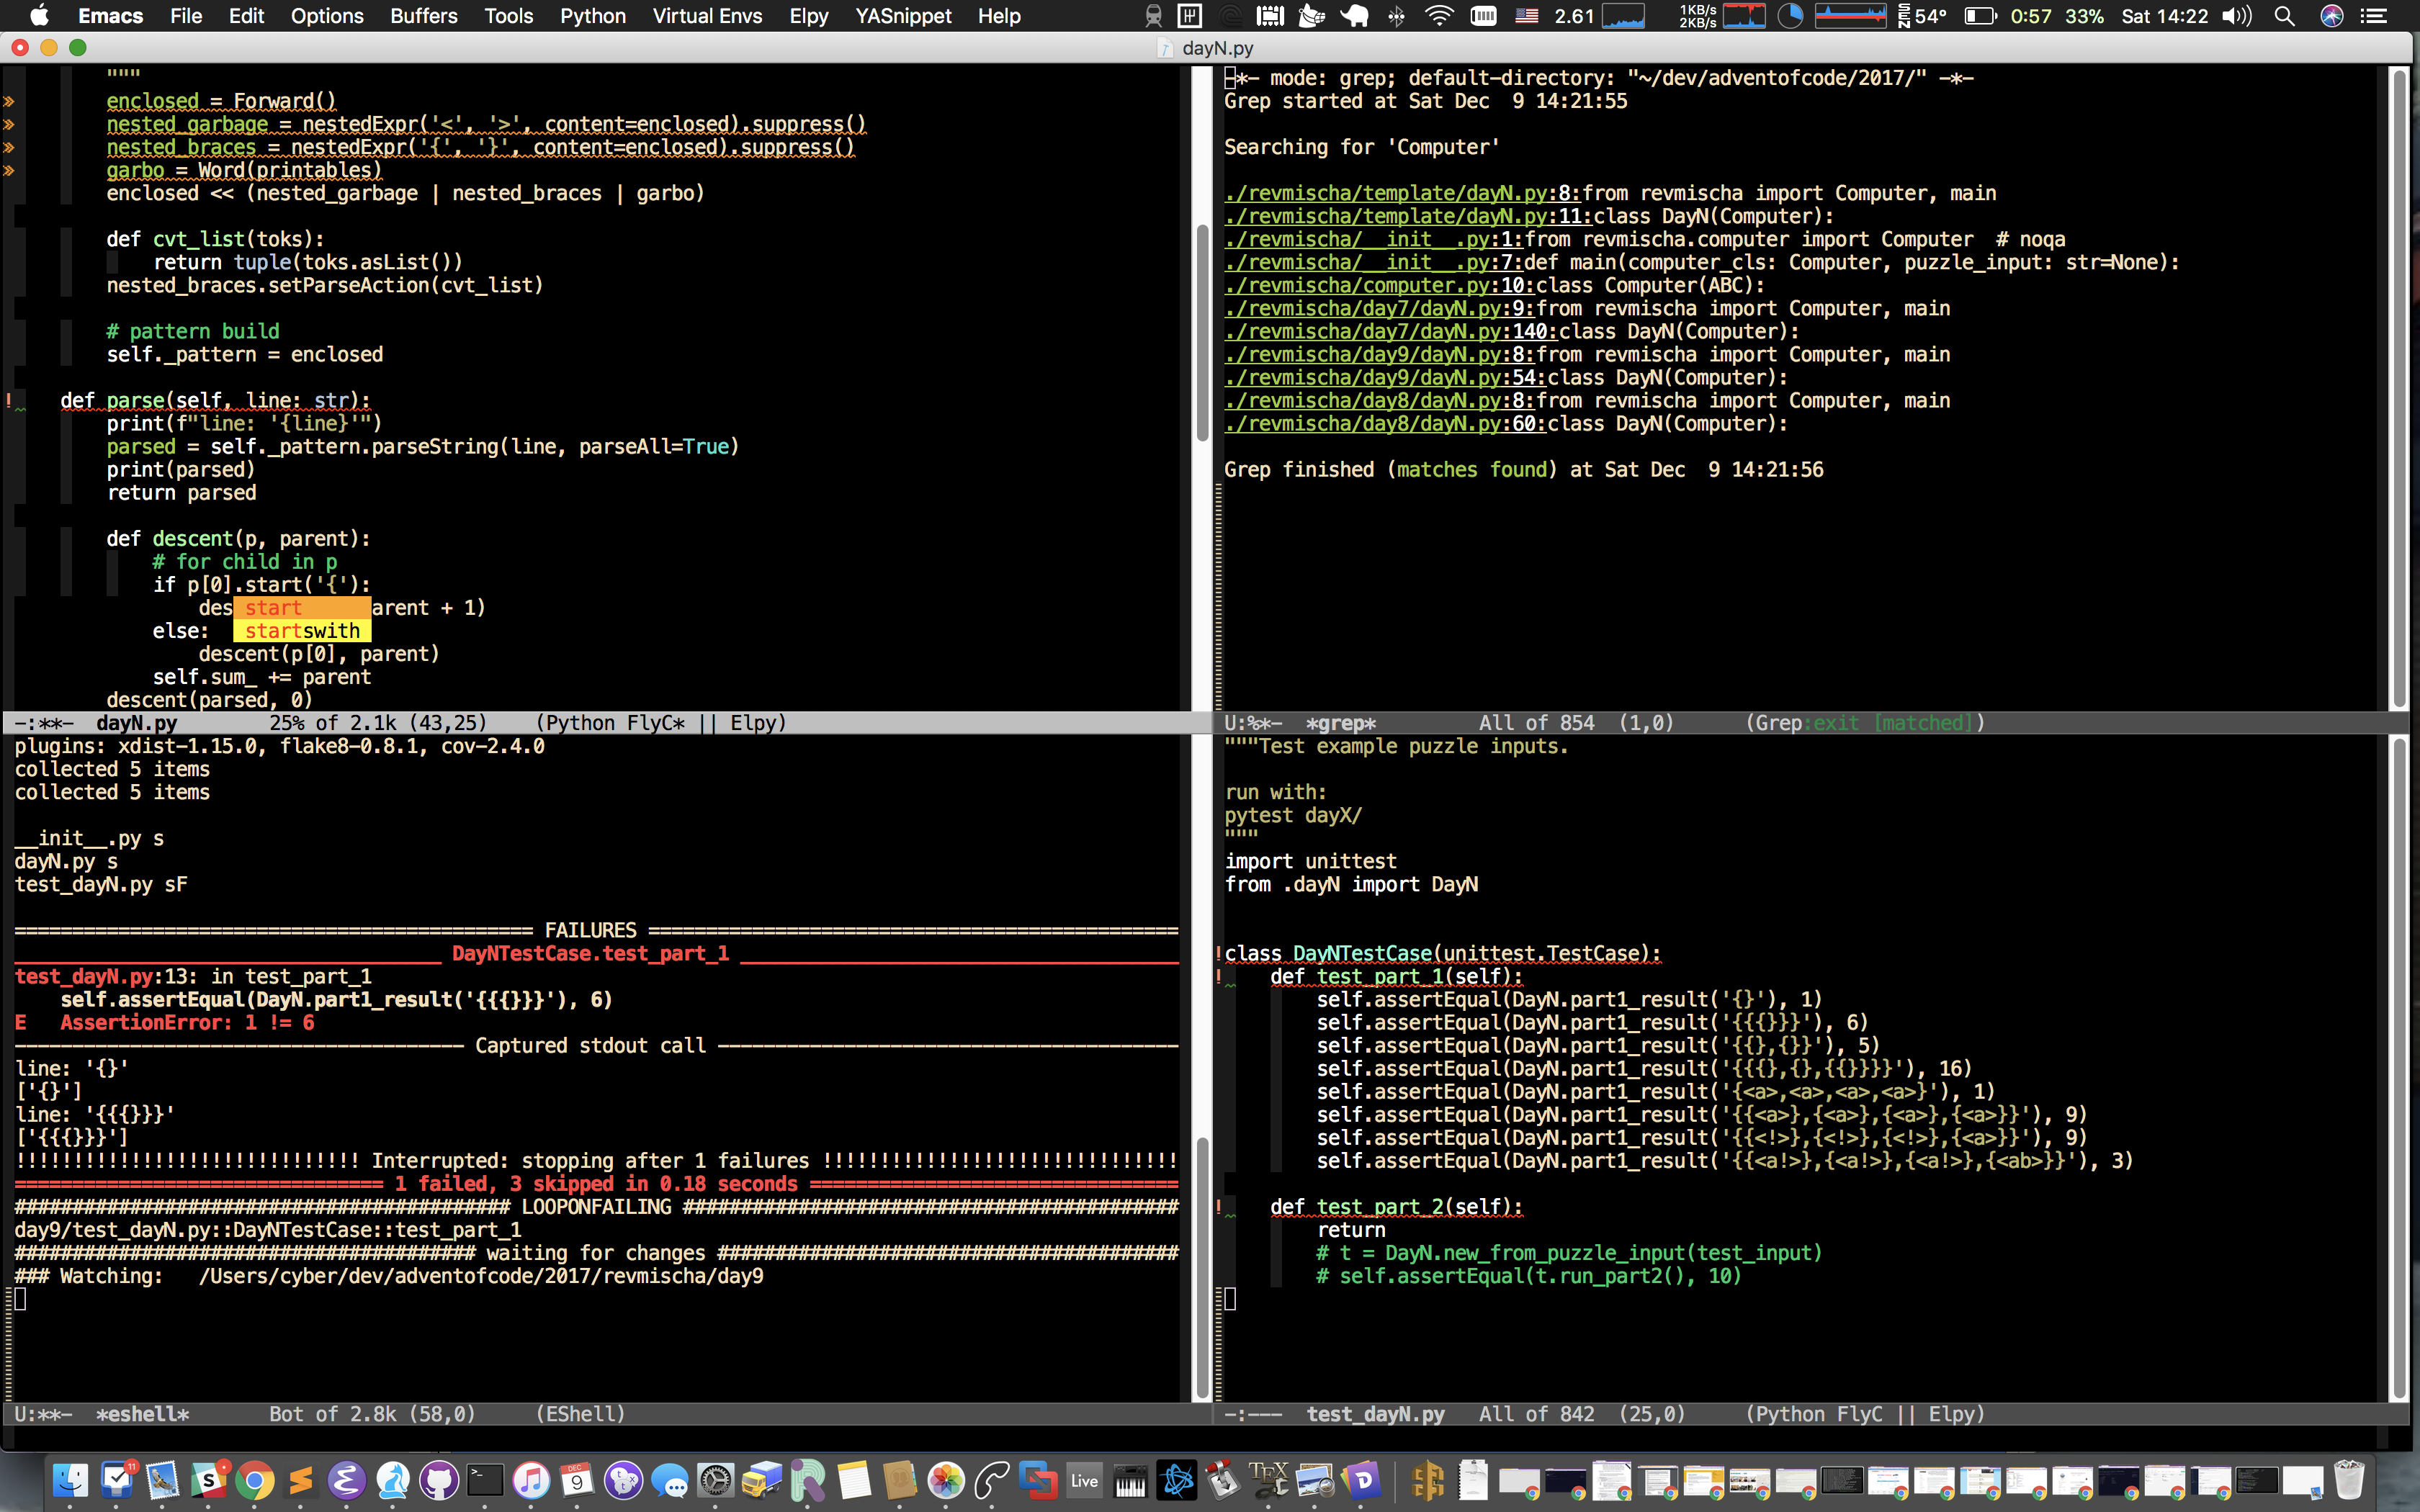 Emacs File Edit Options Buffers Tools Python Virtual Envs Elpy YASnippet Help 2.61 1KB/s 2KB/s SEN 54° 0:57 33% Sat 14:22
dayN.py
"""
enclosed = Forward()
nested_garbage = nestedExpr('<', '>', content=enclosed).suppress()
nested_braces = nestedExpr('{', '}', content=enclosed).suppress()
garbo = Word(printables)
enclosed << (nested_garbage | nested_braces | garbo)
def cvt_list(toks):
return tuple(toks.asList())
nested_braces.setParseAction(cvt_list)
# pattern build
self._pattern = enclosed
def parse(self, line: str):
print(f"line: '{line}'")
parsed = self._pattern.parseString(line, parseAll=True)
print(parsed)
return parsed
def descent(p, parent):
# for child in p
if p[0].start('{'):
des start arent + 1)
else: startswith
descent(p[0], parent)
self.sum_ += parent
descent(parsed, 0)
-:**- dayN.py 25% of 2.1k (43,25) (Python FlyC* || Elpy)
-*- mode: grep; default-directory: "~/dev/adventofcode/2017/" -*-
Grep started at Sat Dec  9 14:21:55
Searching for 'Computer'
./revmischa/template/dayN.py:8:from revmischa import Computer, main
./revmischa/template/dayN.py:11:class DayN(Computer):
./revmischa/__init__.py:1:from revmischa.computer import Computer  # noqa
./revmischa/__init__.py:7:def main(computer_cls: Computer, puzzle_input: str=None):
./revmischa/computer.py:10:class Computer(ABC):
./revmischa/day7/dayN.py:9:from revmischa import Computer, main
./revmischa/day7/dayN.py:140:class DayN(Computer):
./revmischa/day9/dayN.py:8:from revmischa import Computer, main
./revmischa/day9/dayN.py:54:class DayN(Computer):
./revmischa/day8/dayN.py:8:from revmischa import Computer, main
./revmischa/day8/dayN.py:60:class DayN(Computer):
Grep finished (matches found) at Sat Dec  9 14:21:56
U:%*- *grep* All of 854 (1,0) (Grep:exit [matched])
plugins: xdist-1.15.0, flake8-0.8.1, cov-2.4.0
collected 5 items
collected 5 items
__init__.py s
dayN.py s
test_dayN.py sF
============================================= FAILURES ==============================================
_____________________________________ DayNTestCase.test_part_1 ______________________________________
test_dayN.py:13: in test_part_1
self.assertEqual(DayN.part1_result('{{{}}}'), 6)
E   AssertionError: 1 != 6
--------------------------------------- Captured stdout call ----------------------------------------
line: '{}'
['{}']
line: '{{{}}}'
['{{{}}}']
!!!!!!!!!!!!!!!!!!!!!!!!!!!!!! Interrupted: stopping after 1 failures !!!!!!!!!!!!!!!!!!!!!!!!!!!!!!!
================================ 1 failed, 3 skipped in 0.18 seconds ================================
########################################### LOOPONFAILING ###########################################
day9/test_dayN.py::DayNTestCase::test_part_1
######################################## waiting for changes ########################################
### Watching:   /Users/cyber/dev/adventofcode/2017/revmischa/day9
U:**- *eshell* Bot of 2.8k (58,0) (EShell)
"""Test example puzzle inputs.
run with:
pytest dayX/
"""
import unittest
from .dayN import DayN
class DayNTestCase(unittest.TestCase):
def test_part_1(self):
self.assertEqual(DayN.part1_result('{}'), 1)
self.assertEqual(DayN.part1_result('{{{}}}'), 6)
self.assertEqual(DayN.part1_result('{{},{}}'), 5)
self.assertEqual(DayN.part1_result('{{{},{},{{}}}}'), 16)
self.assertEqual(DayN.part1_result('{<a>,<a>,<a>,<a>}'), 1)
self.assertEqual(DayN.part1_result('{{<a>},{<a>},{<a>},{<a>}}'), 9)
self.assertEqual(DayN.part1_result('{{<!>},{<!>},{<!>},{<a>}}'), 9)
self.assertEqual(DayN.part1_result('{{<a!>},{<a!>},{<a!>},{<ab>}}'), 3)
def test_part_2(self):
return
# t = DayN.new_from_puzzle_input(test_input)
# self.assertEqual(t.run_part2(), 10)
-:--- test_dayN.py All of 842 (25,0) (Python FlyC || Elpy)
11
DEC
9
Live
TEX